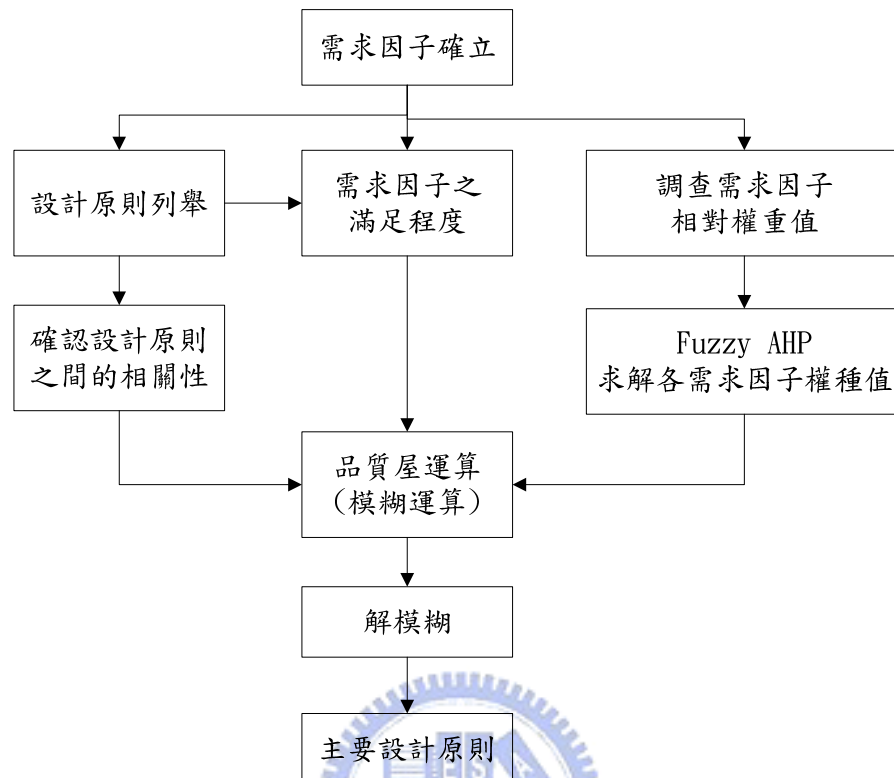 需求因子確立
設計原則列舉
需求因子之
滿足程度
調查需求因子
相對權重值
確認設計原則
之間的相關性
Fuzzy AHP
求解各需求因子權種值
品質屋運算
(模糊運算)
解模糊
主要設計原則